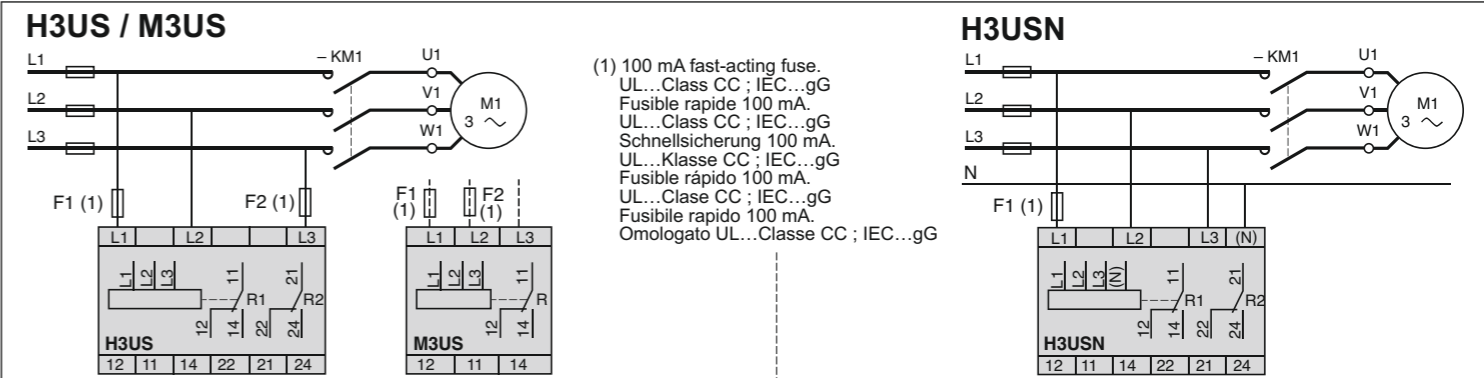 H3US / M3US
L1
– KM1
U1
L2
V1
M1
3 ~
L3
W1
F1 (1)
F2 (1)
L1 L2 L3
L1 L2 L3
11
21
R1
R2
12
14
22
24
H3US
12 11 14 22 21 24
F1
(1)
F2
(1)
L1 L2 L3
L1 L2 L3
11
R
12
14
M3US
12 11 14
(1) 100 mA fast-acting fuse.
UL…Class CC ; IEC…gG
Fusible rapide 100 mA.
UL…Class CC ; IEC…gG
Schnellsicherung 100 mA.
UL…Klasse CC ; IEC…gG
Fusible rápido 100 mA.
UL…Clase CC ; IEC…gG
Fusibile rapido 100 mA.
Omologato UL…Classe CC ; IEC…gG
H3USN
L1
– KM1
U1
L2
V1
M1
3 ~
L3
W1
N
F1 (1)
L1 L2 L3 (N)
L1 L2 L3 (N)
11
21
R1
R2
12
14
22
24
H3USN
12 11 14 22 21 24